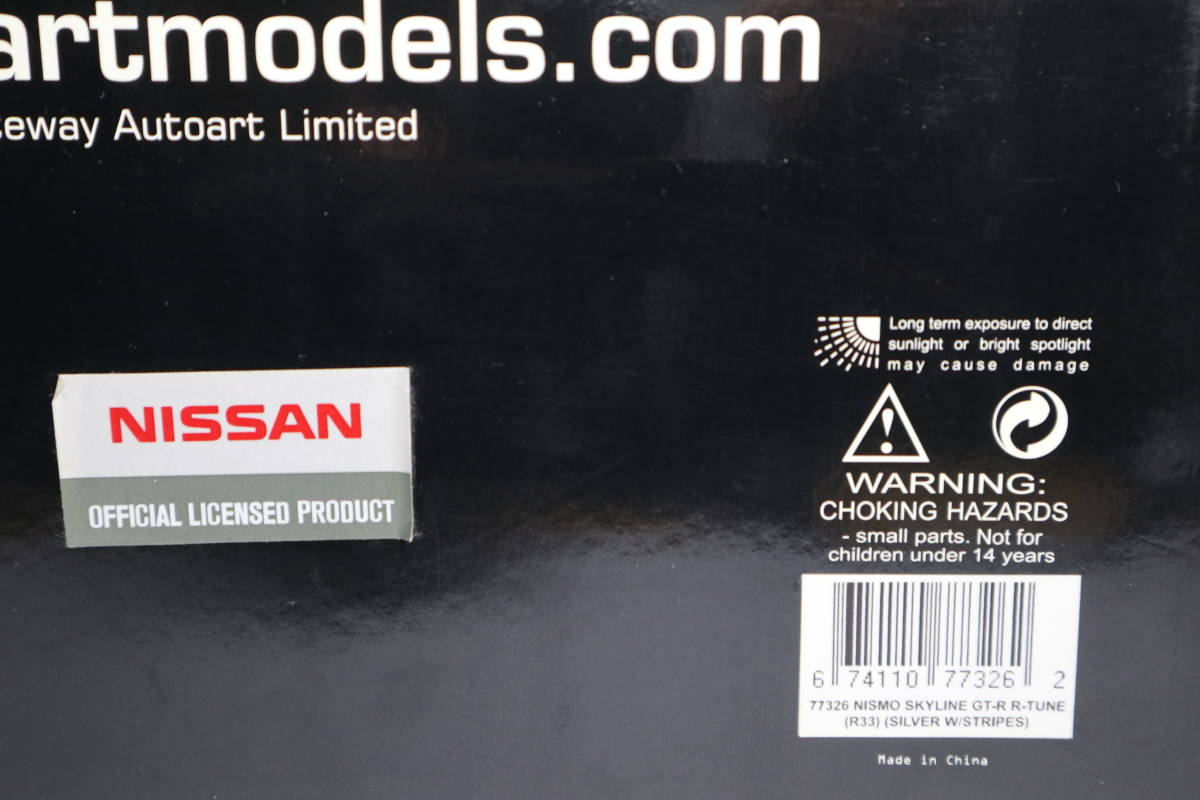 artmodels.com
teway Autoart Limited
Long term exposure to direct
sunlight or bright spotlight
may cause damage
NISSAN
OFFICIAL LICENSED PRODUCT
WARNING:
CHOKING HAZARDS
- small parts. Not for
children under 14 years
6 74110 77326 2
77326 NISMO SKYLINE GT-R R-TUNE
(R33) (SILVER W/STRIPES)
Made in China